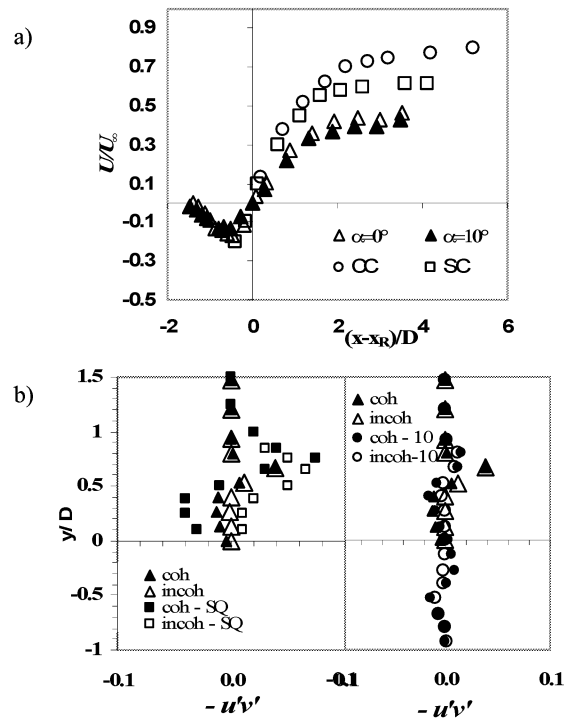 a)
0.9
0.7
0.5
0.3
0.1
-0.1
-0.3
-0.5
U/U∞
α=0° α=10°
CC SC
-2 0 2 4 6
(x-xR)/D
b)
1.5
1
0.5
0
-0.5
-1
y/D
coh
incoh
coh - SQ
incoh - SQ
coh
incoh
coh - 10
incoh-10
-0.1 0.0 0.1
-0.1 0.0 0.1
- u'v' - u'v'